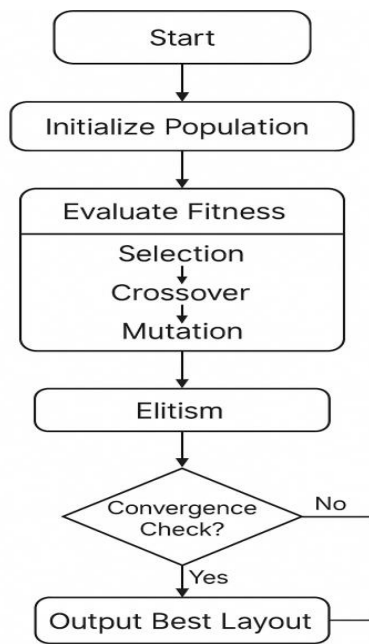 Start
Initialize Population
Evaluate Fitness
Selection
Crossover
Mutation
Elitism
Convergence
Check?
No
Yes
Output Best Layout